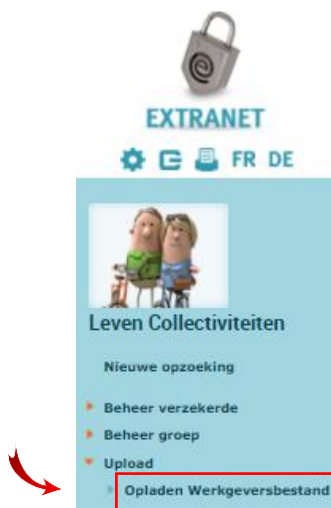 EXTRANET
FR DE
Leven Collectiviteiten
Nieuwe opzoeking
Beheer verzekerde
Beheer groep
Upload
Opladen Werkgeversbestand